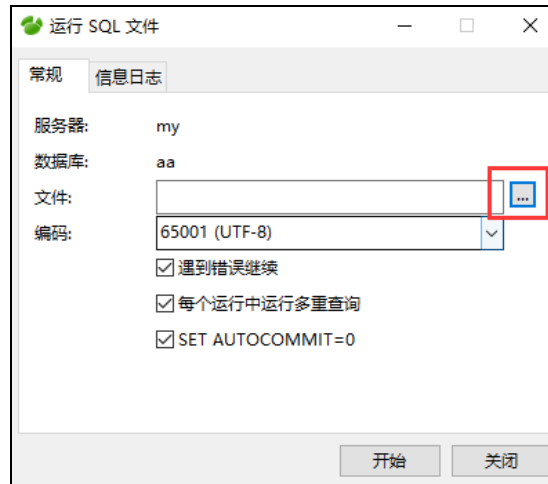 运行 SQL 文件
常规 信息日志
服务器: my
数据库: aa
文件: ...
编码: 65001 (UTF-8)
遇到错误继续
每个运行中运行多重查询
SET AUTOCOMMIT=0
开始 关闭